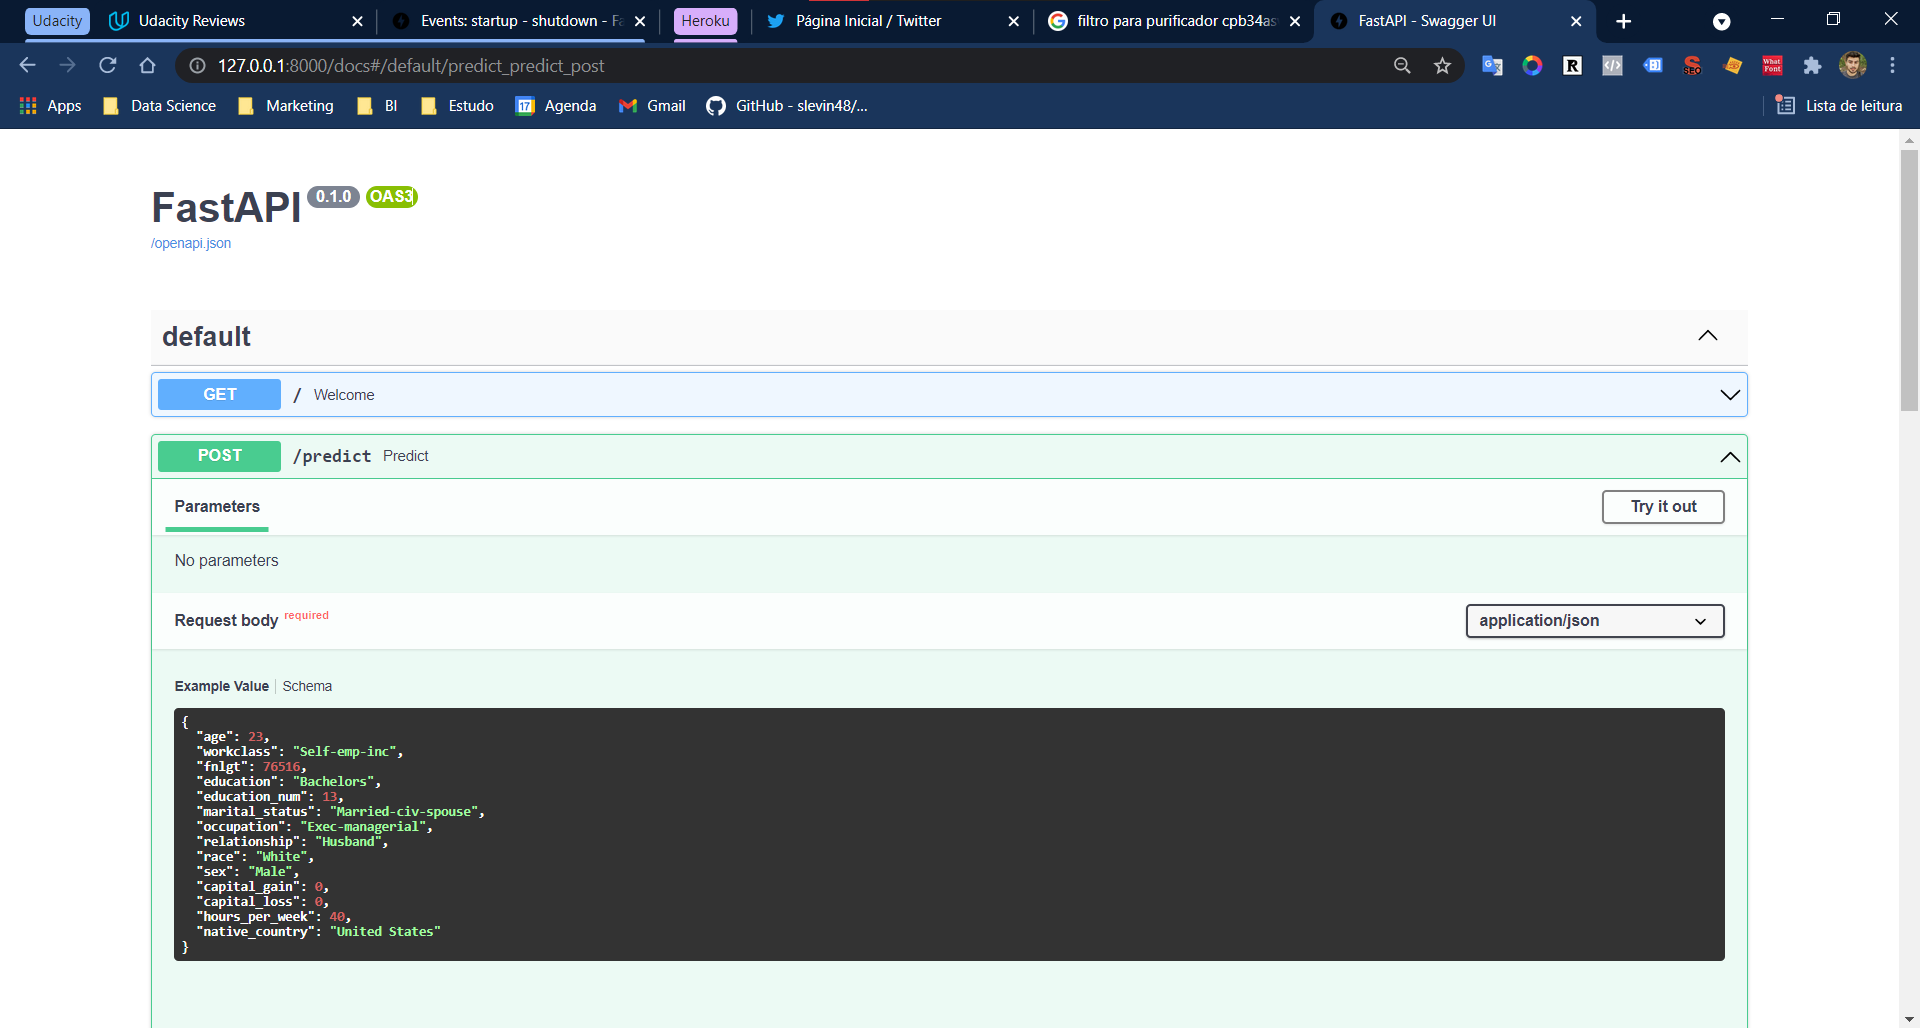 Udacity Udacity Reviews Events: startup - shutdown - Fa Heroku Página Inicial / Twitter filtro para purificador cpb34as FastAPI - Swagger UI
127.0.0.1:8000/docs#/default/predict_predict_post
Apps Data Science Marketing BI Estudo 17 Agenda Gmail GitHub - slevin48/... Lista de leitura
FastAPI 0.1.0 OAS3
/openapi.json
default
GET / Welcome
POST /predict Predict
Parameters Try it out
No parameters
Request body required application/json
Example Value Schema
{
"age": 23,
"workclass": "Self-emp-inc",
"fnlgt": 76516,
"education": "Bachelors",
"education_num": 13,
"marital_status": "Married-civ-spouse",
"occupation": "Exec-managerial",
"relationship": "Husband",
"race": "White",
"sex": "Male",
"capital_gain": 0,
"capital_loss": 0,
"hours_per_week": 40,
"native_country": "United States"
}